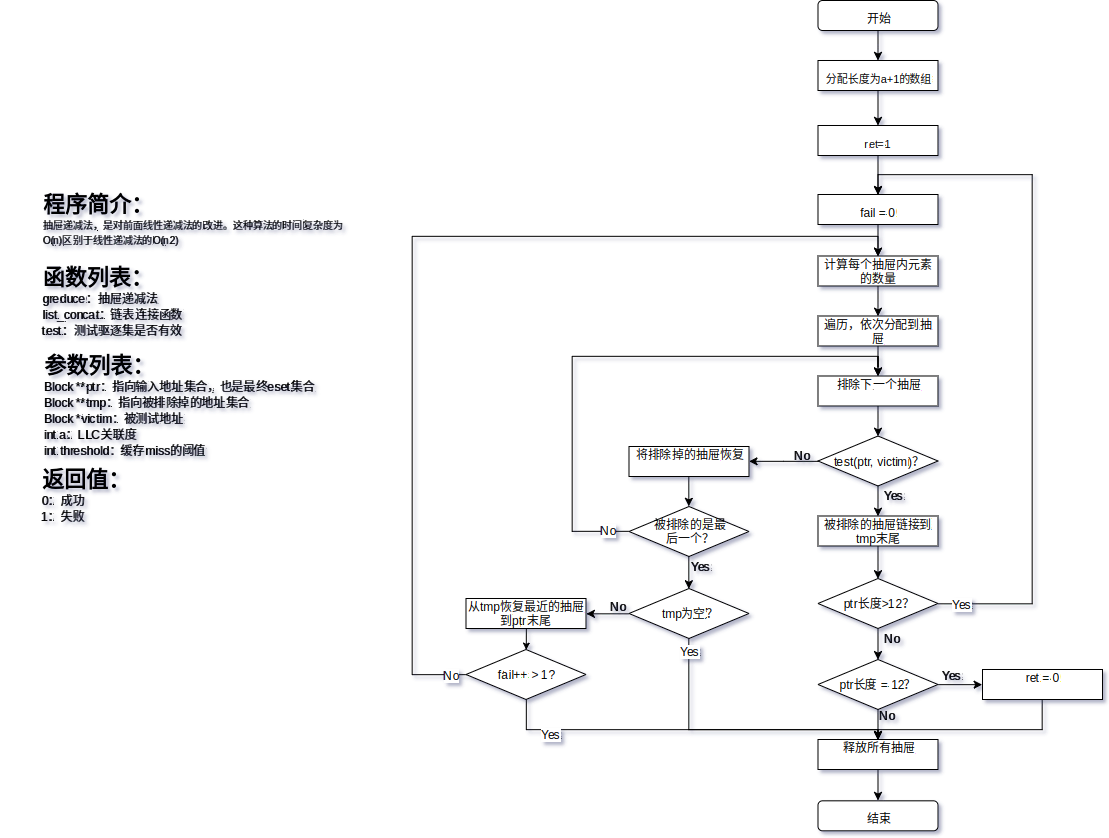 开始
分配长度为a+1的数组
ret=1
fail = 0
计算每个抽屉内元素
的数量
遍历，依次分配到抽
屉
排除下一个抽屉
test(ptr, victim)?
No
将排除掉的抽屉恢复
Yes
被排除的抽屉链接到
tmp末尾
被排除的是最
后一个?
No
Yes
ptr长度>12?
Yes
No
tmp为空?
No
Yes
从tmp恢复最近的抽屉
到ptr末尾
fail++ > 1?
No
Yes
ptr长度 = 12?
Yes
No
ret = 0
释放所有抽屉
结束
程序简介：
抽屉递减法，是对前面线性递减法的改进。这种算法的时间复杂度为
O(n)区别于线性递减法的O(n2)
函数列表：
greduce：抽屉递减法
list_concat：链表连接函数
test：测试驱逐集是否有效
参数列表：
Block **ptr：指向输入地址集合，也是最终eset集合
Block **tmp：指向被排除掉的地址集合
Block *victim：被测试地址
int a：LLC关联度
int threshold：缓存miss的阈值
返回值：
0：成功
1：失败